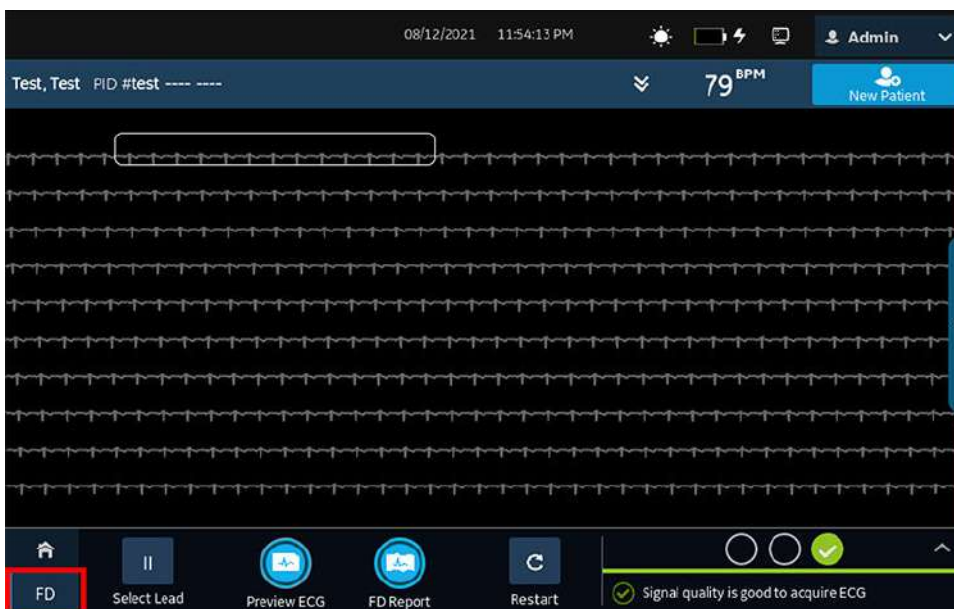 08/12/2021 11:54:13 PM Admin
Test, Test PID #test ---- ---- 79 BPM New Patient
FD
II
Select Lead
Preview ECG
FD Report
Restart
Signal quality is good to acquire ECG